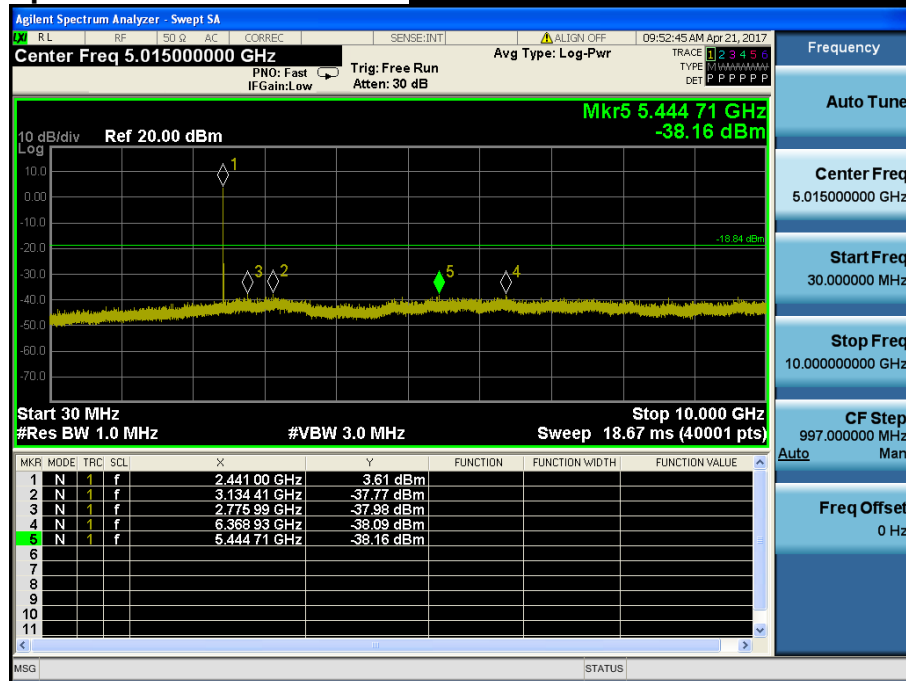 Agilent Spectrum Analyzer - Swept SA
LXI RL RF 50 Ω AC CORREC SENSE:INT ALIGN OFF 09:52:45 AM Apr 21, 2017
Center Freq 5.015000000 GHz
PNO: Fast
IFGain:Low
Trig: Free Run
Atten: 30 dB
Avg Type: Log-Pwr
TRACE 1 2 3 4 5 6
TYPE M WWWWW
DET P P P P P P
Mkr5 5.444 71 GHz
-38.16 dBm
10 dB/div Ref 20.00 dBm
Log
10.0
0.00
-10.0
-20.0
-30.0
-40.0
-50.0
-60.0
-70.0
1
-18.84 dBm
3 2 5 4
Start 30 MHz Stop 10.000 GHz
#Res BW 1.0 MHz #VBW 3.0 MHz Sweep 18.67 ms (40001 pts)
MKR MODE TRC SCL X Y FUNCTION FUNCTION WIDTH FUNCTION VALUE
1 N 1 f 2.441 00 GHz 3.61 dBm
2 N 1 f 3.134 41 GHz -37.77 dBm
3 N 1 f 2.775 99 GHz -37.98 dBm
4 N 1 f 6.368 93 GHz -38.09 dBm
5 N 1 f 5.444 71 GHz -38.16 dBm
6
7
8
9
10
11
MSG STATUS
Frequency
Auto Tune
Center Freq
5.015000000 GHz
Start Freq
30.000000 MHz
Stop Freq
10.000000000 GHz
CF Step
997.000000 MHz
Auto Man
Freq Offset
0 Hz